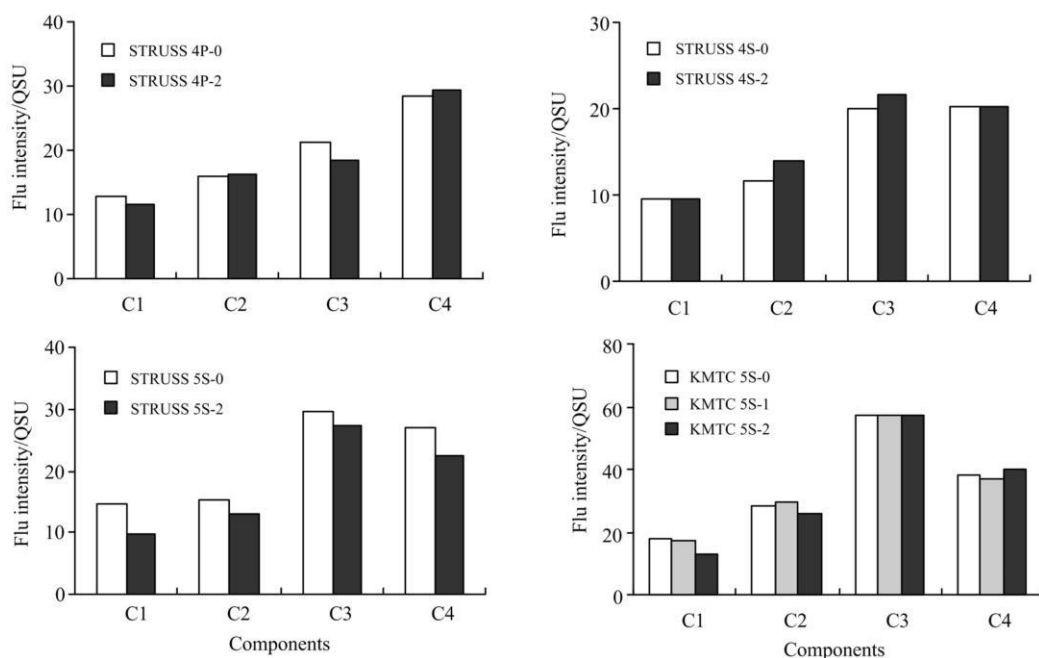 40
30
20
10
0
Flu intensity/QSU
STRUSS 4P-0
STRUSS 4P-2
C1 C2 C3 C4
30
20
10
0
Flu intensity/QSU
STRUSS 4S-0
STRUSS 4S-2
C1 C2 C3 C4
40
30
20
10
0
Flu intensity/QSU
STRUSS 5S-0
STRUSS 5S-2
C1 C2 C3 C4
Components
80
60
40
20
0
Flu intensity/QSU
KMTC 5S-0
KMTC 5S-1
KMTC 5S-2
C1 C2 C3 C4
Components